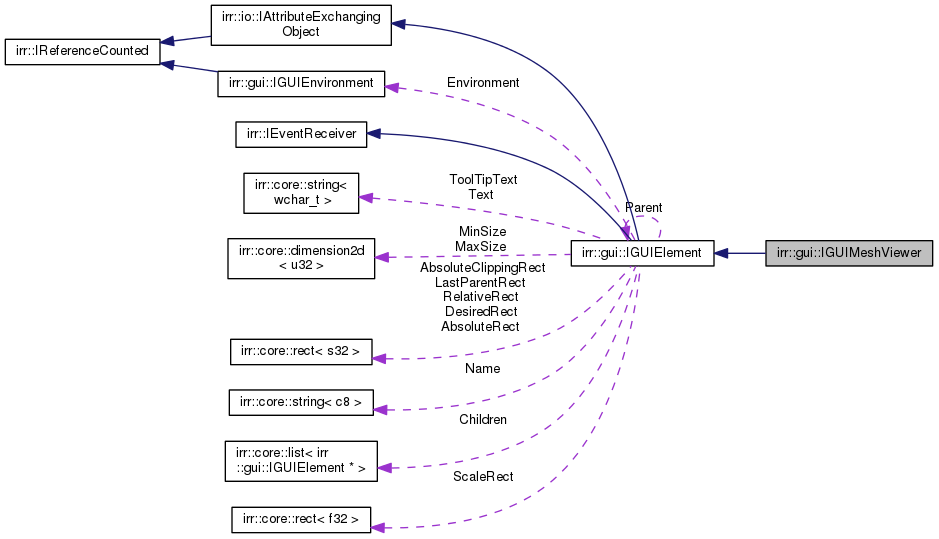 irr::io::IAttributeExchanging
Object
irr::IReferenceCounted
irr::gui::IGUIEnvironment
Environment
irr::IEventReceiver
irr::core::string<
wchar_t >
ToolTipText
Text
Parent
irr::core::dimension2d
< u32 >
MinSize
MaxSize
irr::gui::IGUIElement
irr::gui::IGUIMeshViewer
AbsoluteClippingRect
LastParentRect
RelativeRect
DesiredRect
AbsoluteRect
irr::core::rect< s32 >
Name
irr::core::string< c8 >
Children
irr::core::list< irr
::gui::IGUIElement * >
ScaleRect
irr::core::rect< f32 >